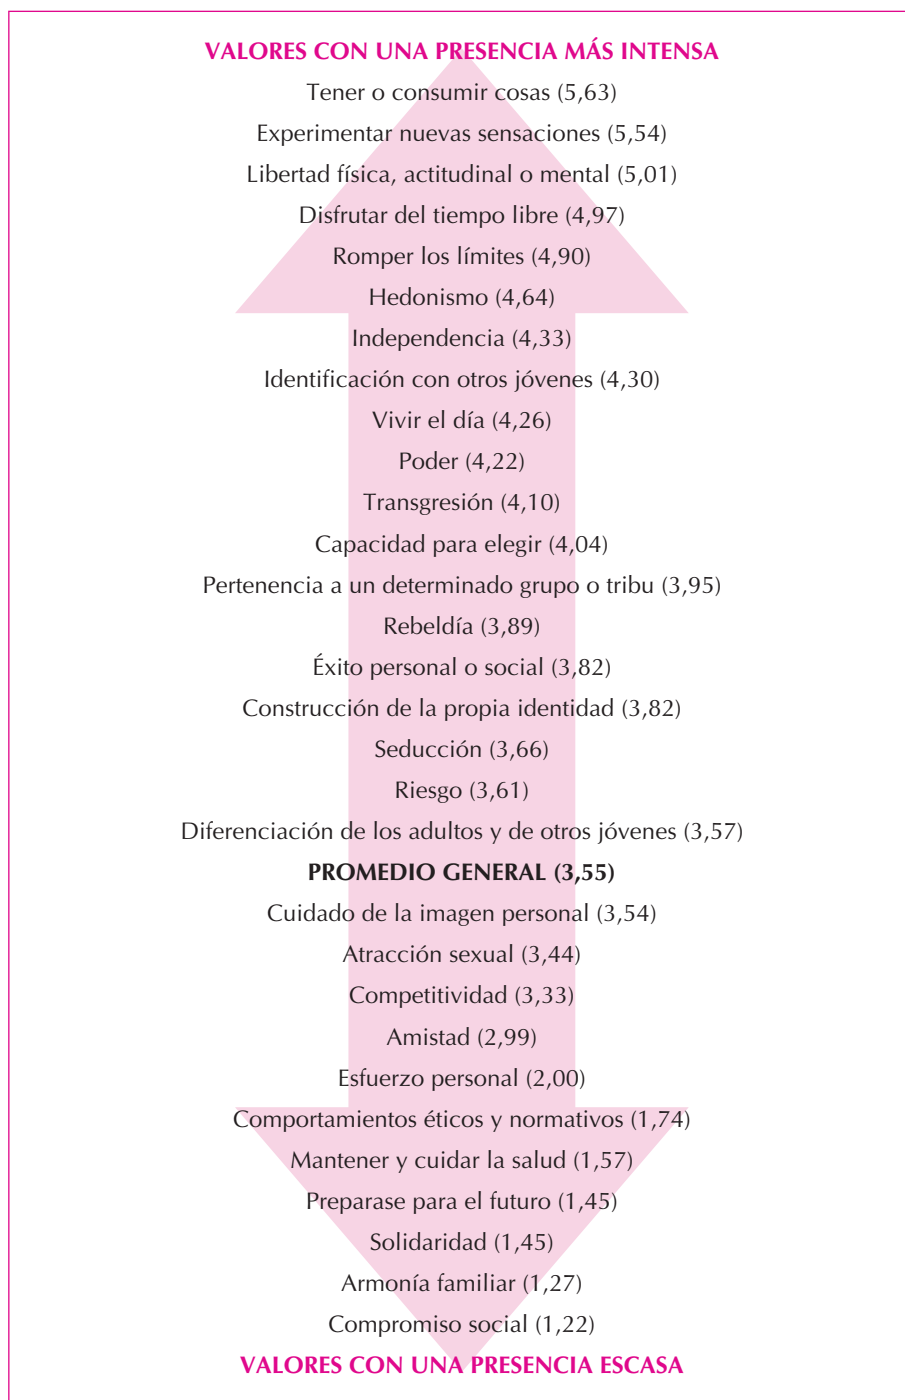 VALORES CON UNA PRESENCIA MÁS INTENSA
Tener o consumir cosas (5,63)
Experimentar nuevas sensaciones (5,54)
Libertad física, actitudinal o mental (5,01)
Disfrutar del tiempo libre (4,97)
Romper los límites (4,90)
Hedonismo (4,64)
Independencia (4,33)
Identificación con otros jóvenes (4,30)
Vivir el día (4,26)
Poder (4,22)
Transgresión (4,10)
Capacidad para elegir (4,04)
Pertenencia a un determinado grupo o tribu (3,95)
Rebeldía (3,89)
Éxito personal o social (3,82)
Construcción de la propia identidad (3,82)
Seducción (3,66)
Riesgo (3,61)
Diferenciación de los adultos y de otros jóvenes (3,57)
PROMEDIO GENERAL (3,55)
Cuidado de la imagen personal (3,54)
Atracción sexual (3,44)
Competitividad (3,33)
Amistad (2,99)
Esfuerzo personal (2,00)
Comportamientos éticos y normativos (1,74)
Mantener y cuidar la salud (1,57)
Preparase para el futuro (1,45)
Solidaridad (1,45)
Armonía familiar (1,27)
Compromiso social (1,22)
VALORES CON UNA PRESENCIA ESCASA